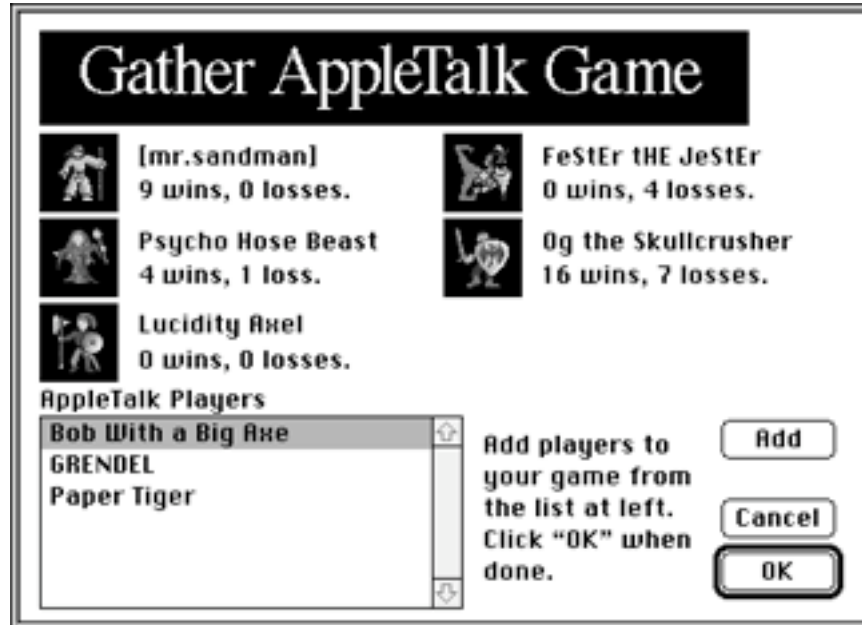 Gather AppleTalk Game
[mr.sandman]
9 wins, 0 losses.
FeStEr tHE JeStEr
0 wins, 4 losses.
Psycho Hose Beast
4 wins, 1 loss.
Og the Skullcrusher
16 wins, 7 losses.
Lucidity Axel
0 wins, 0 losses.
AppleTalk Players
Bob With a Big Axe
GRENDEL
Paper Tiger
Add players to
your game from
the list at left.
Click “OK” when
done.
Add
Cancel
OK